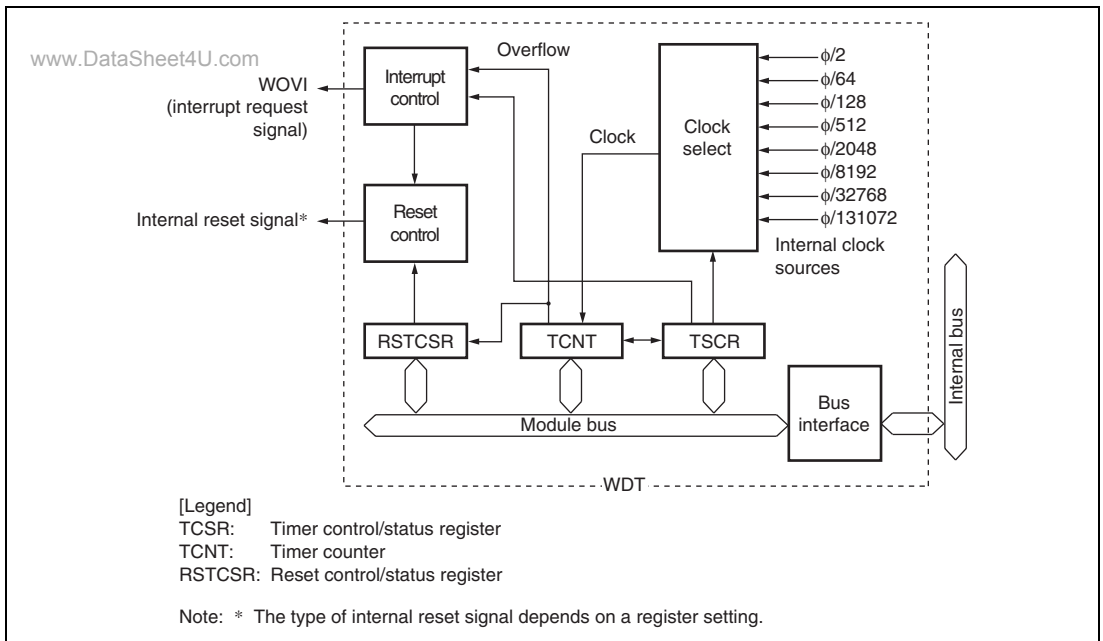 www.DataSheet4U.com
Overflow
WOVI
(interrupt request
signal)
Interrupt
control
Clock
Clock
select
ϕ/2
ϕ/64
ϕ/128
ϕ/512
ϕ/2048
ϕ/8192
ϕ/32768
ϕ/131072
Internal clock
sources
Internal reset signal*
Reset
control
RSTCSR
TCNT
TSCR
Module bus
Bus
interface
Internal bus
WDT
[Legend]
TCSR: Timer control/status register
TCNT: Timer counter
RSTCSR: Reset control/status register
Note: * The type of internal reset signal depends on a register setting.